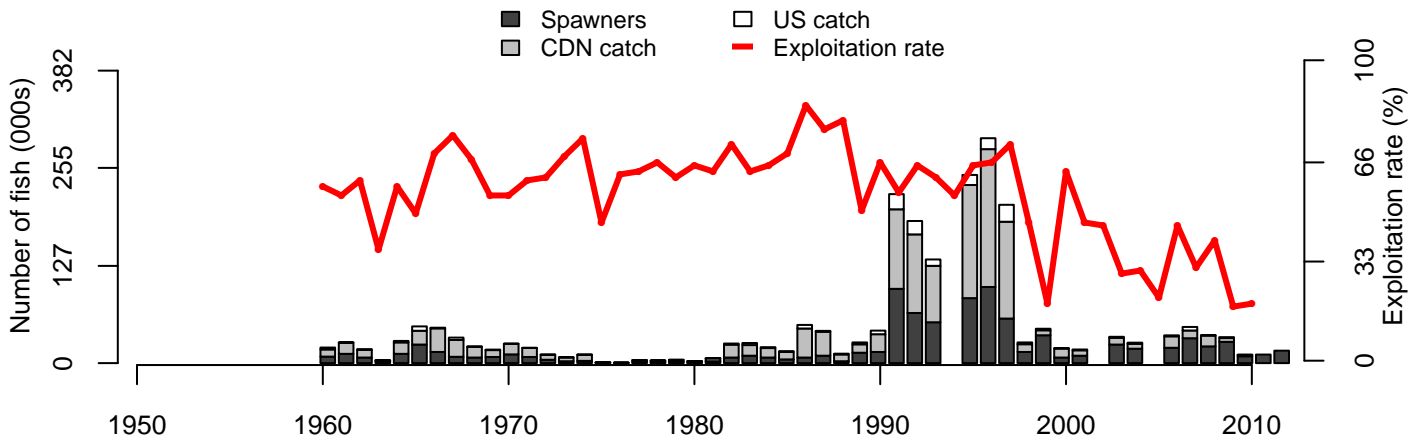 Spawners
US catch
CDN catch
Exploitation rate
382
255
127
0
Number of fish (000s)
100
66
33
0
Exploitation rate (%)
1950
1960
1970
1980
1990
2000
2010